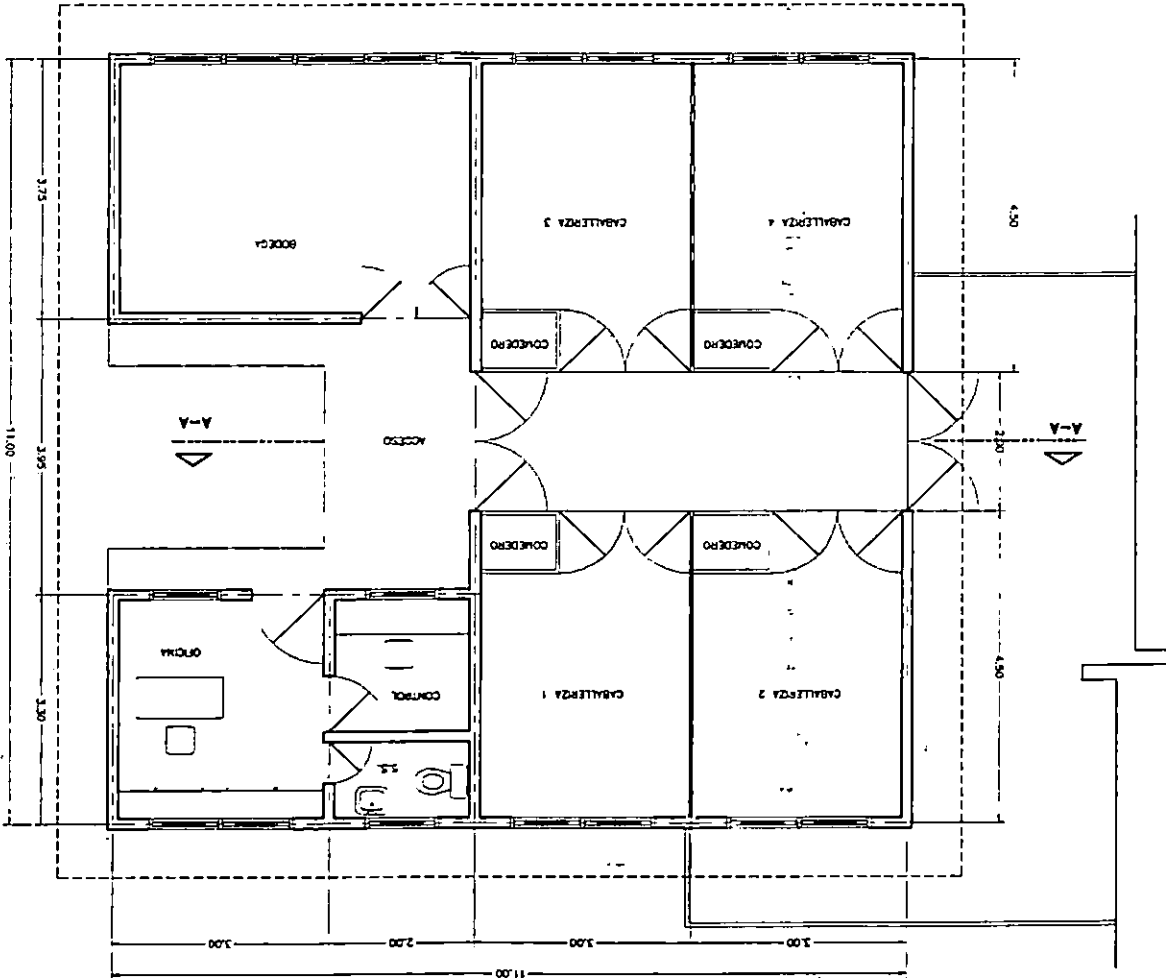 11.00
3.00
3.00
2.00
3.00
4.50
CABALLERIZA 2
CABALLERIZA 1
CONTROL
OFICINA
3.30
COMEDERO
COMEDERO
A-A
2.00
ACCESO
A-A
3.95
11.00
COMEDERO
COMEDERO
4.50
CABALLERIZA 4
CABALLERIZA 3
BODEGA
3.75